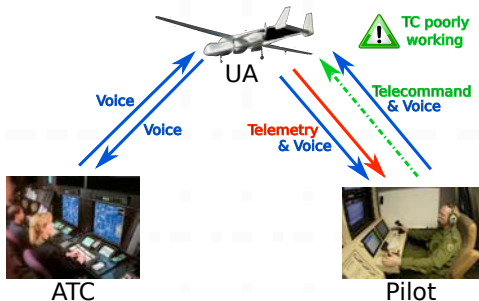 TC poorly
working
UA
Voice
Voice
Telecommand
& Voice
Telemetry
& Voice
ATC
Pilot